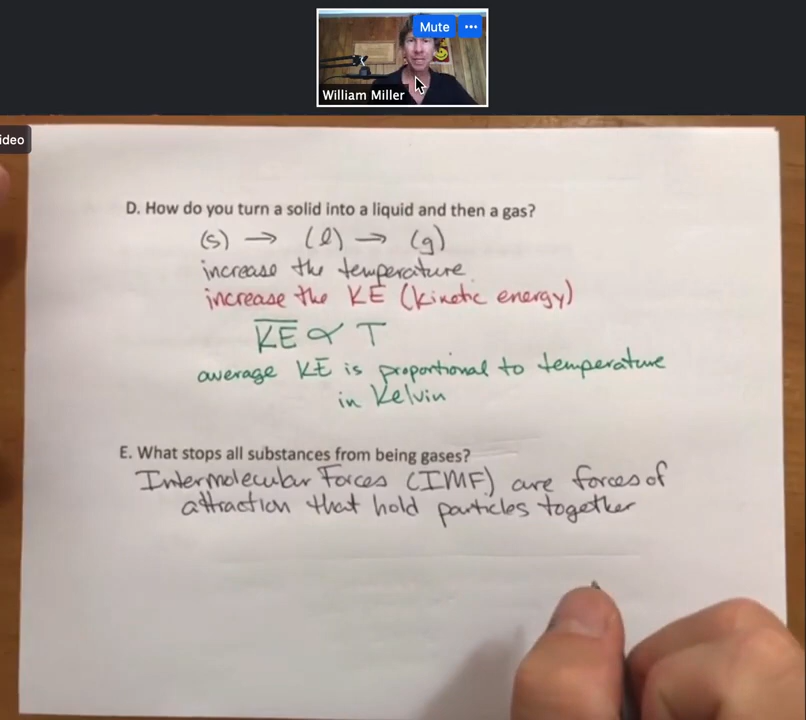 Mute
William Miller
ideo
D. How do you turn a solid into a liquid and then a gas?
(s) → (l) → (g)
increase the temperature
increase the KE (kinetic energy)
K̅E̅ ∝ T
average KE is proportional to temperature
in Kelvin
E. What stops all substances from being gases?
Intermolecular Forces (IMF) are forces of
attraction that hold particles together